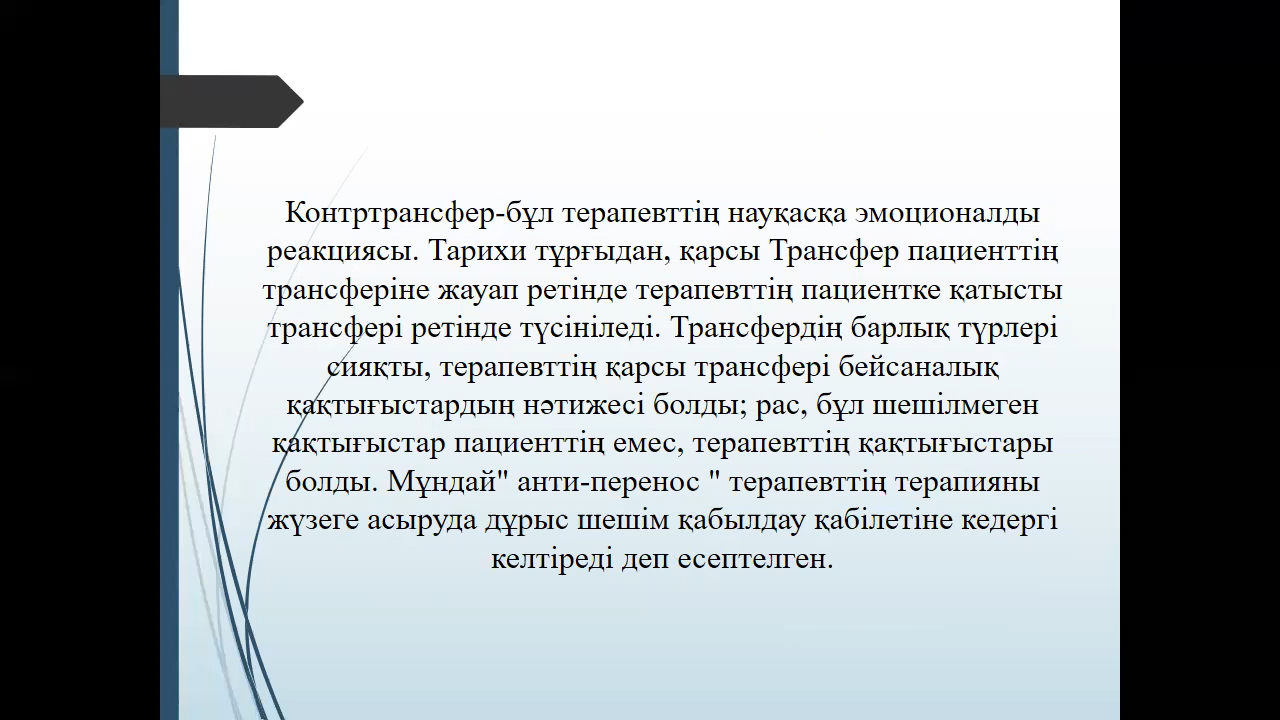 Контртрансфер-бұл терапевттің науқасқа эмоционалды
реакциясы. Тарихи тұрғыдан, қарсы Трансфер пациенттің
трансферіне жауап ретінде терапевттің пациентке қатысты
трансфері ретінде түсініледі. Трансфердің барлық түрлері
сияқты, терапевттің қарсы трансфері бейсаналық
қақтығыстардың нәтижесі болды; рас, бұл шешілмеген
қақтығыстар пациенттің емес, терапевттің қақтығыстары
болды. Мұндай" анти-перенос " терапевттің терапияны
жүзеге асыруда дұрыс шешім қабылдау қабілетіне кедергі
келтіреді деп есептелген.